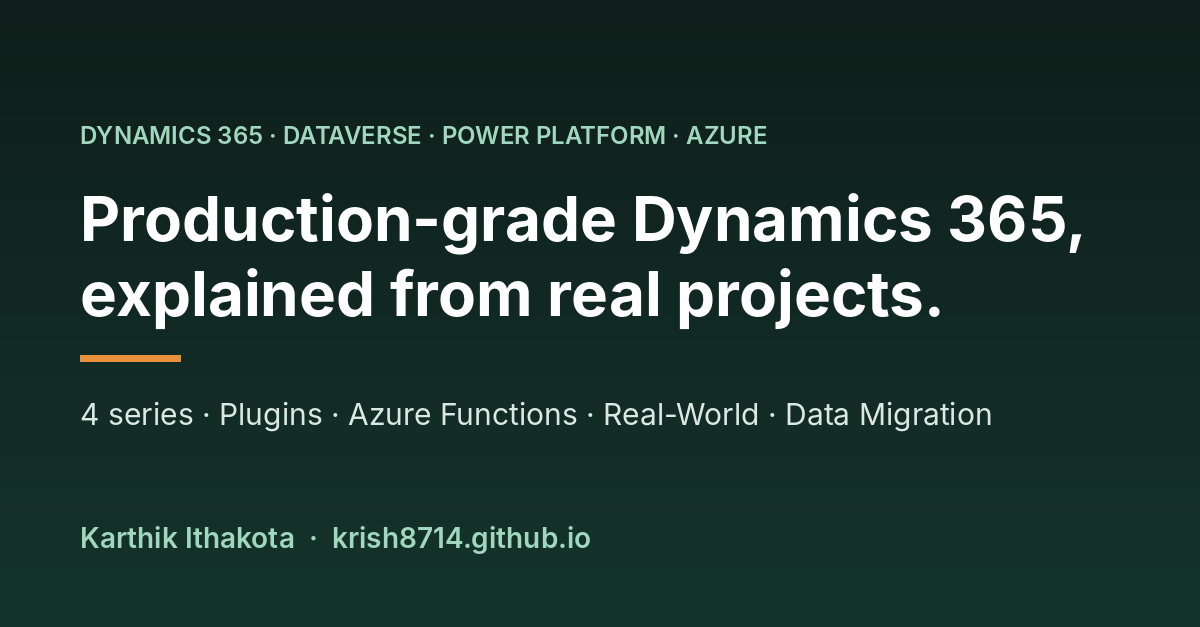 DYNAMICS 365 · DATAVERSE · POWER PLATFORM · AZURE
Production-grade Dynamics 365,
explained from real projects.
4 series · Plugins · Azure Functions · Real-World · Data Migration
Karthik Ithakota · krish8714.github.io